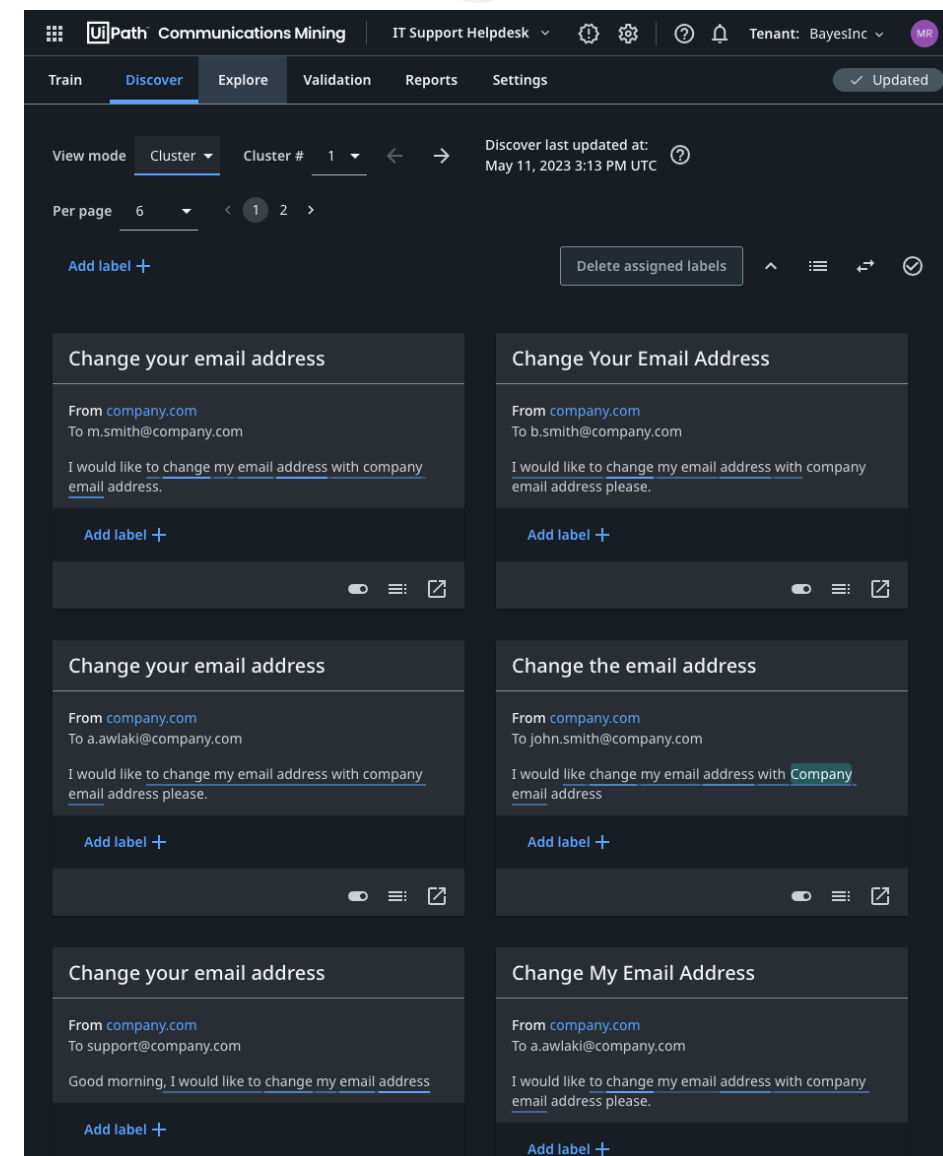 UiPath Communications Mining IT Support Helpdesk Tenant: BayesInc MR
Train Discover Explore Validation Reports Settings Updated
View mode Cluster Cluster # 1 Discover last updated at:
May 11, 2023 3:13 PM UTC
Per page 6 1 2
Add label Delete assigned labels
Change your email address
From company.com
To m.smith@company.com
I would like to change my email address with company
email address.
Add label
Change Your Email Address
From company.com
To b.smith@company.com
I would like to change my email address with company
email address please.
Add label
Change your email address
From company.com
To a.awlaki@company.com
I would like to change my email address with company
email address please.
Add label
Change the email address
From company.com
To john.smith@company.com
I would like change my email address with Company
email address
Add label
Change your email address
From company.com
To support@company.com
Good morning, I would like to change my email address
Add label
Change My Email Address
From company.com
To a.awlaki@company.com
I would like to change my email address with company
email address please.
Add label